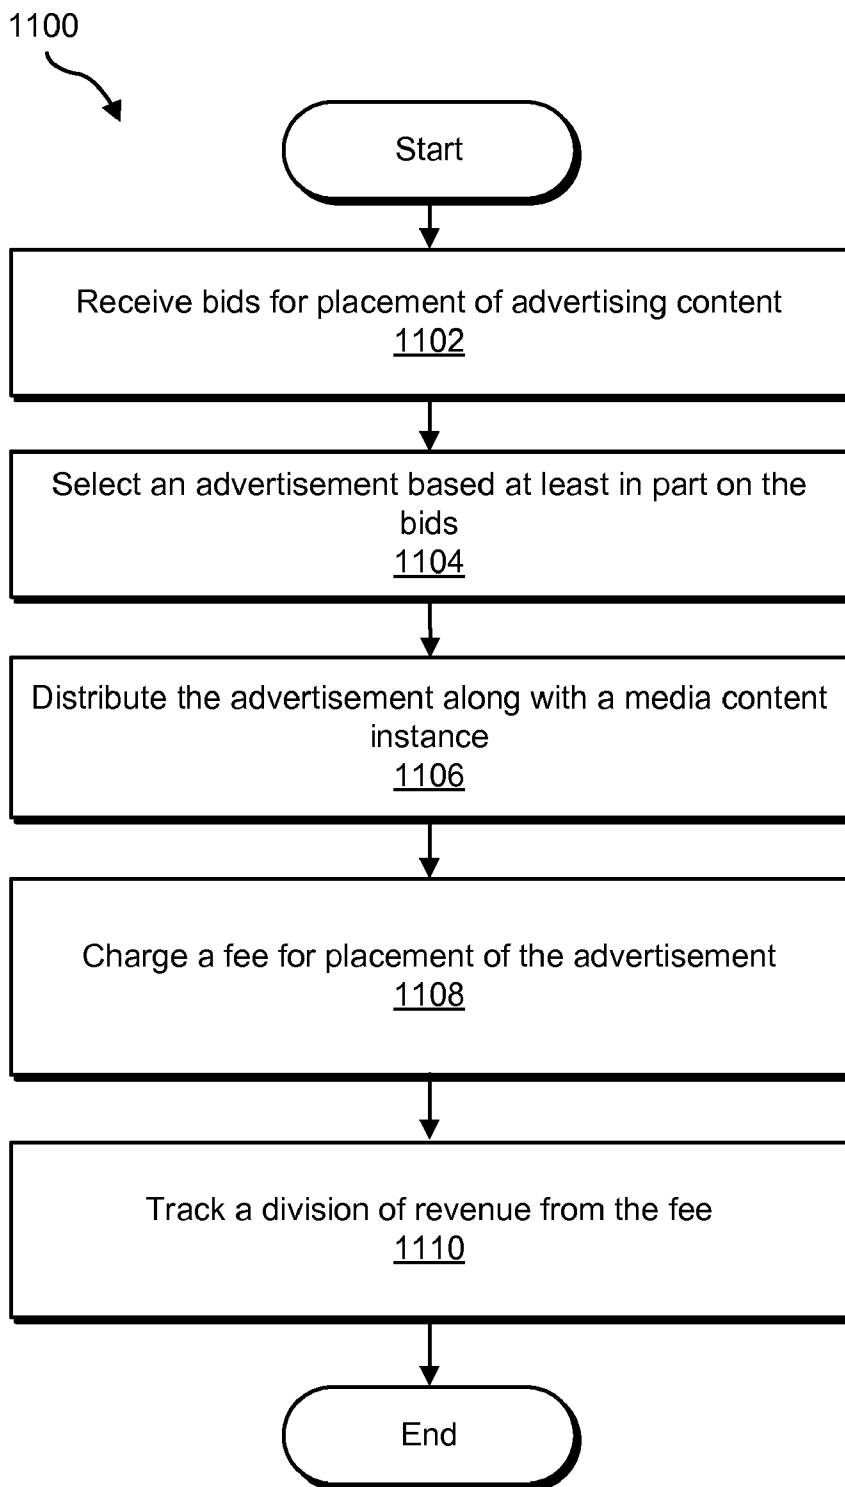 1100
Start
Receive bids for placement of advertising content
1102
Select an advertisement based at least in part on the
bids
1104
Distribute the advertisement along with a media content
instance
1106
Charge a fee for placement of the advertisement
1108
Track a division of revenue from the fee
1110
End